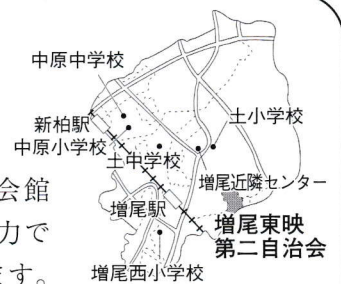 中原中学校
土小学校
新柏駅
中原小学校
土中学校
増尾近隣センター
増尾駅
増尾東映
第二自治会
増尾西小学校
会館
力で
ます。